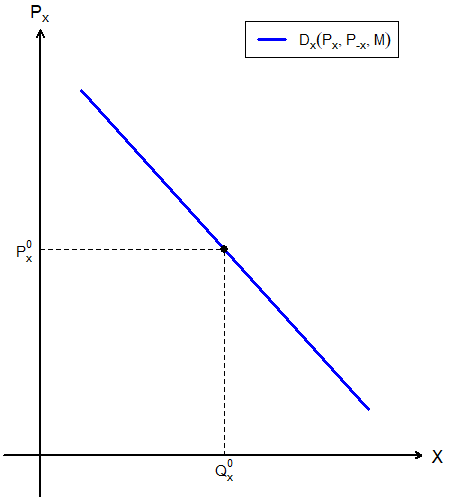 Pₓ
Dₓ(Pₓ, P₋ₓ, M)
Pₓ⁰
X
Qₓ⁰